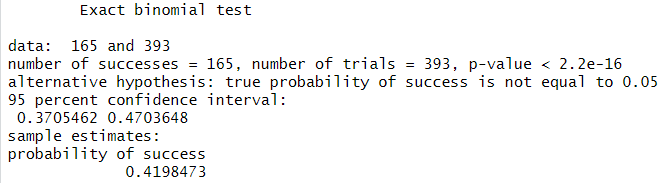 Exact binomial test
data: 165 and 393
number of successes = 165, number of trials = 393, p-value < 2.2e-16
alternative hypothesis: true probability of success is not equal to 0.05
95 percent confidence interval:
0.3705462 0.4703648
sample estimates:
probability of success
0.4198473